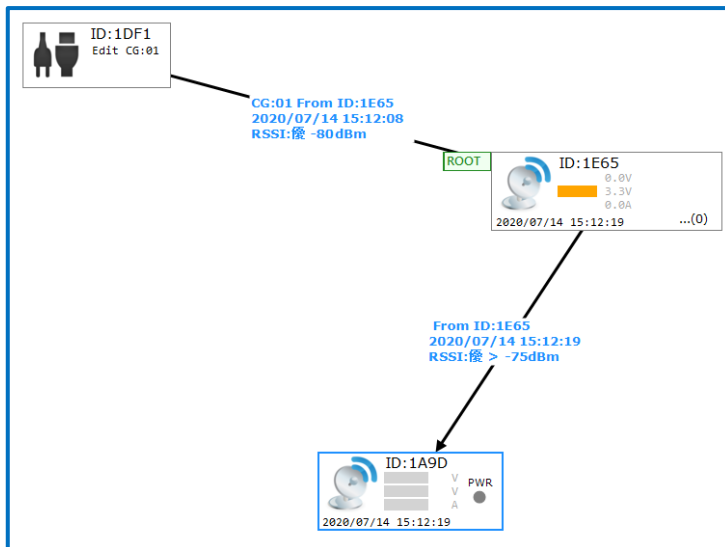 ID:1DF1
Edit CG:01
CG:01 From ID:1E65
2020/07/14 15:12:08
RSSI:優 -80dBm
ROOT
ID:1E65
0.0V
3.3V
0.0A
2020/07/14 15:12:19
...(0)
From ID:1E65
2020/07/14 15:12:19
RSSI:優 > -75dBm
ID:1A9D
V
V
A
PWR
2020/07/14 15:12:19